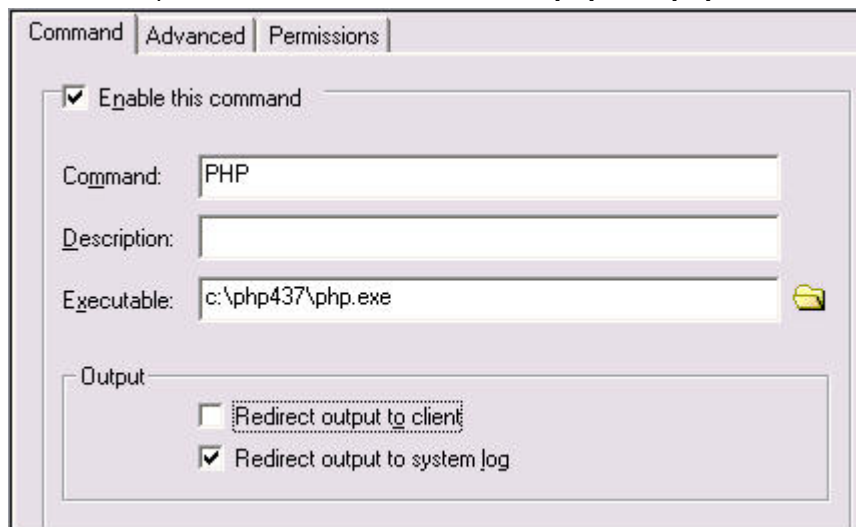 Command Advanced Permissions
Enable this command
Command: PHP
Description:
Executable: c:\php437\php.exe
Output
Redirect output to client
Redirect output to system log